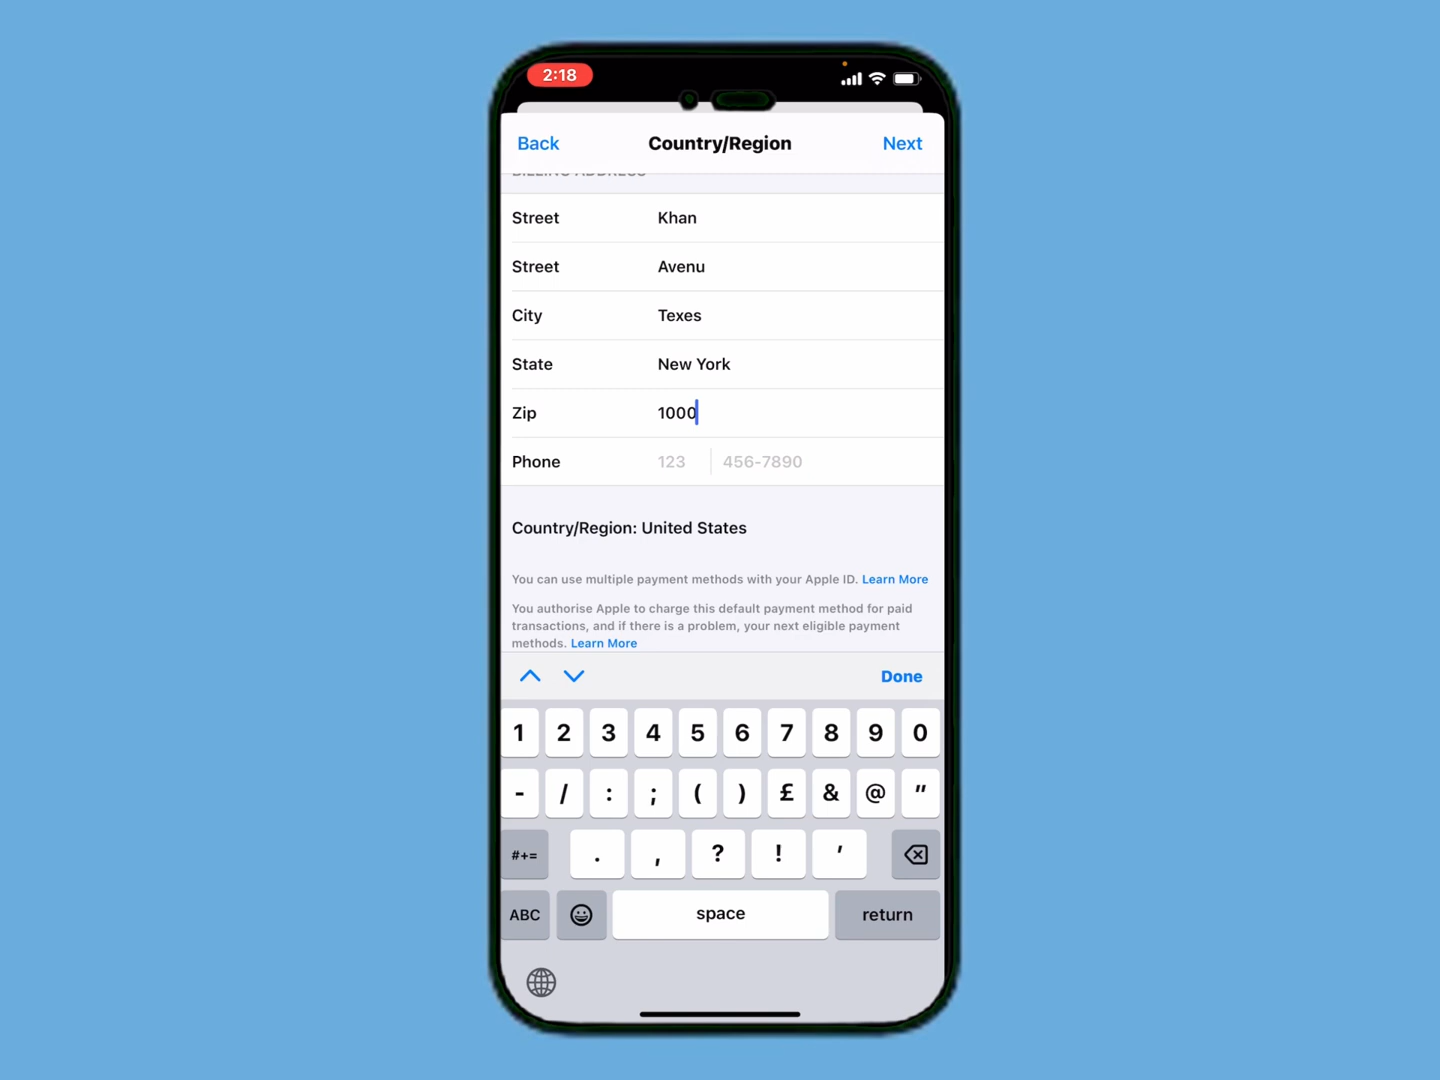 2:18
Back Country/Region Next
BILLING ADDRESS
Street Khan
Street Avenu
City Texes
State New York
Zip 1000
Phone 123 456-7890
Country/Region: United States
You can use multiple payment methods with your Apple ID. Learn More
You authorise Apple to charge this default payment method for paid
transactions, and if there is a problem, your next eligible payment
methods. Learn More
Done
1 2 3 4 5 6 7 8 9 0
- / : ; ( ) £ & @ "
#+= . , ? ! '
ABC space return